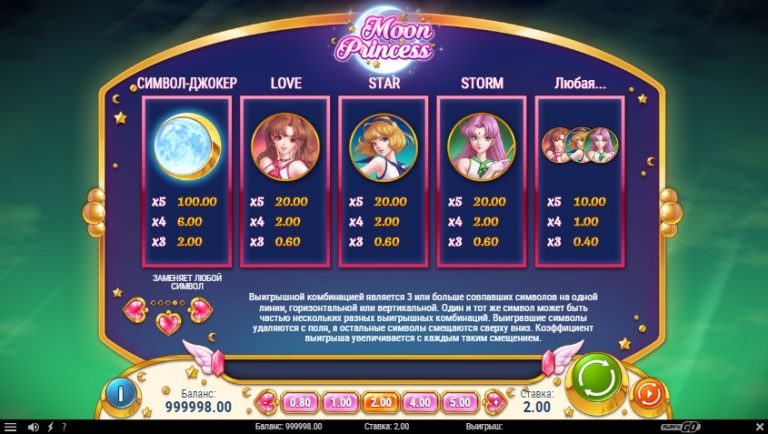 Moon
Princess
СИМВОЛ-ДЖОКЕР LOVE STAR STORM Любая...
x5 100.00 x5 20.00 x5 20.00 x5 20.00 x5 10.00
x4 6.00 x4 2.00 x4 2.00 x4 2.00 x4 1.00
x3 2.00 x3 0.60 x3 0.60 x3 0.60 x3 0.40
ЗАМЕНЯЕТ ЛЮБОЙ
СИМВОЛ
Выигрышной комбинацией является 3 или больше совпавших символов на одной
линии, горизонтальной или вертикальной. Один и тот же символ может быть
частью нескольких разных выигрышных комбинаций. Выигравшие символы
удаляются с поля, а остальные символы смещаются сверху вниз. Коэффициент
выигрыша увеличивается с каждым таким смещением.
Баланс:
999998.00
- 0.80 1.00 2.00 4.00 5.00 +
Ставка:
2.00
Баланс: 999998.00 Ставка: 2.00 Выигрыш:
PLAY'N GO